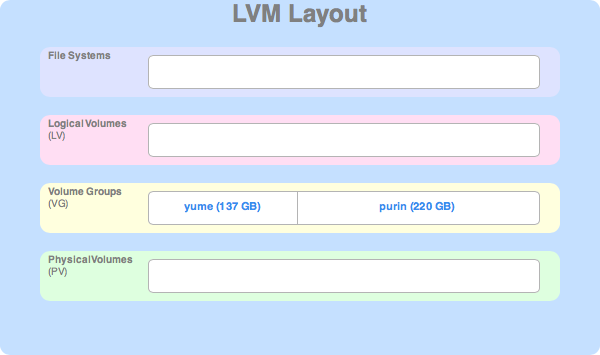 LVM Layout
File Systems
Logical Volumes
(LV)
Volume Groups
(VG)
yume (137 GB)
purin (220 GB)
PhysicalVolumes
(PV)